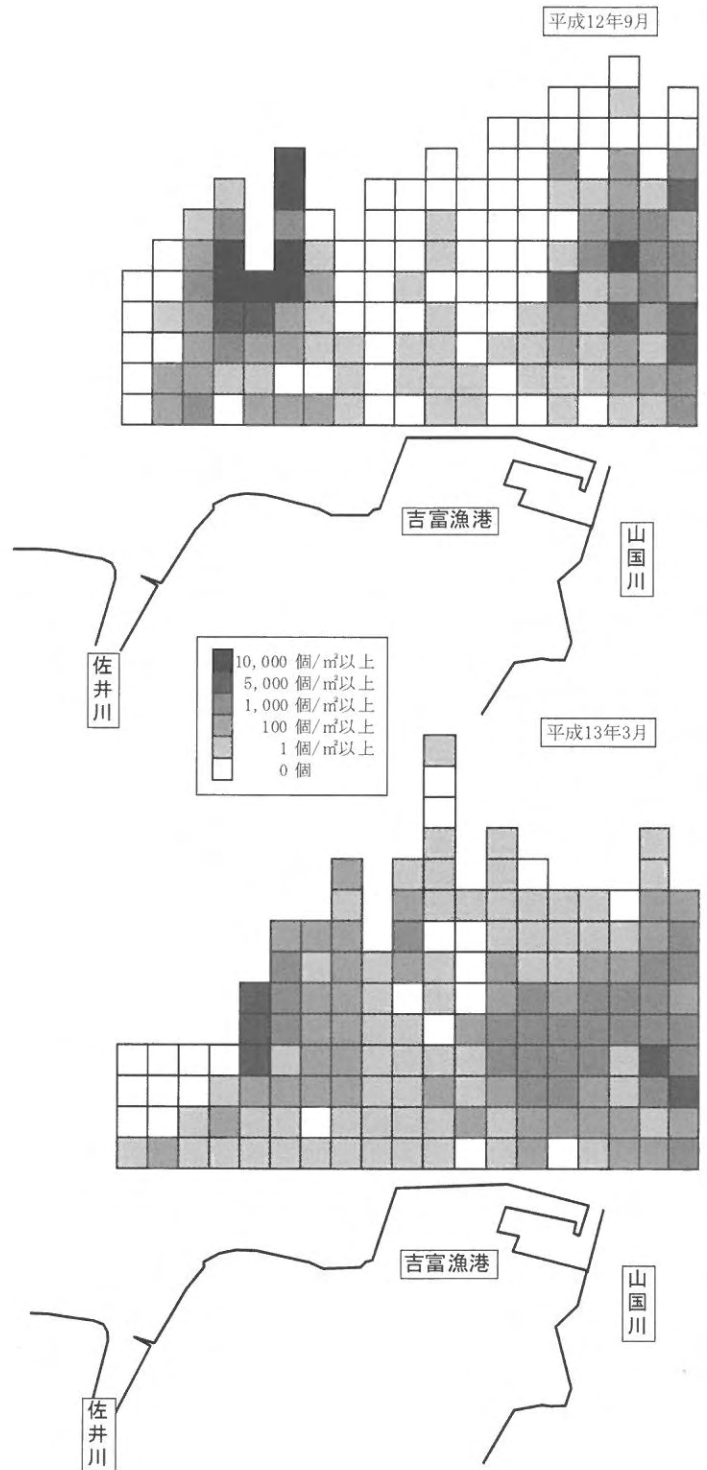 平成12年9月
吉富漁港
山国川
佐井川
10,000 個/㎡以上
5,000 個/㎡以上
1,000 個/㎡以上
100 個/㎡以上
1 個/㎡以上
0 個
平成13年3月
吉富漁港
山国川
佐井川